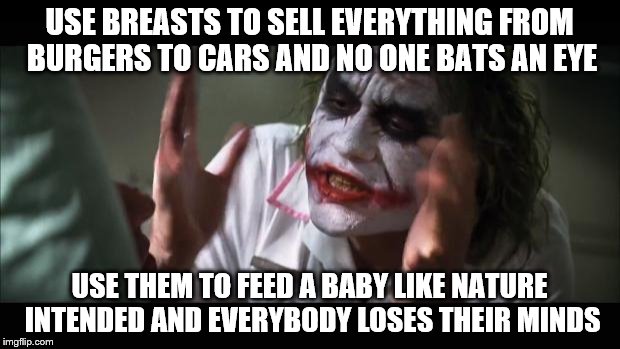 USE BREASTS TO SELL EVERYTHING FROM
BURGERS TO CARS AND NO ONE BATS AN EYE
USE THEM TO FEED A BABY LIKE NATURE
INTENDED AND EVERYBODY LOSES THEIR MINDS
imgflip.com